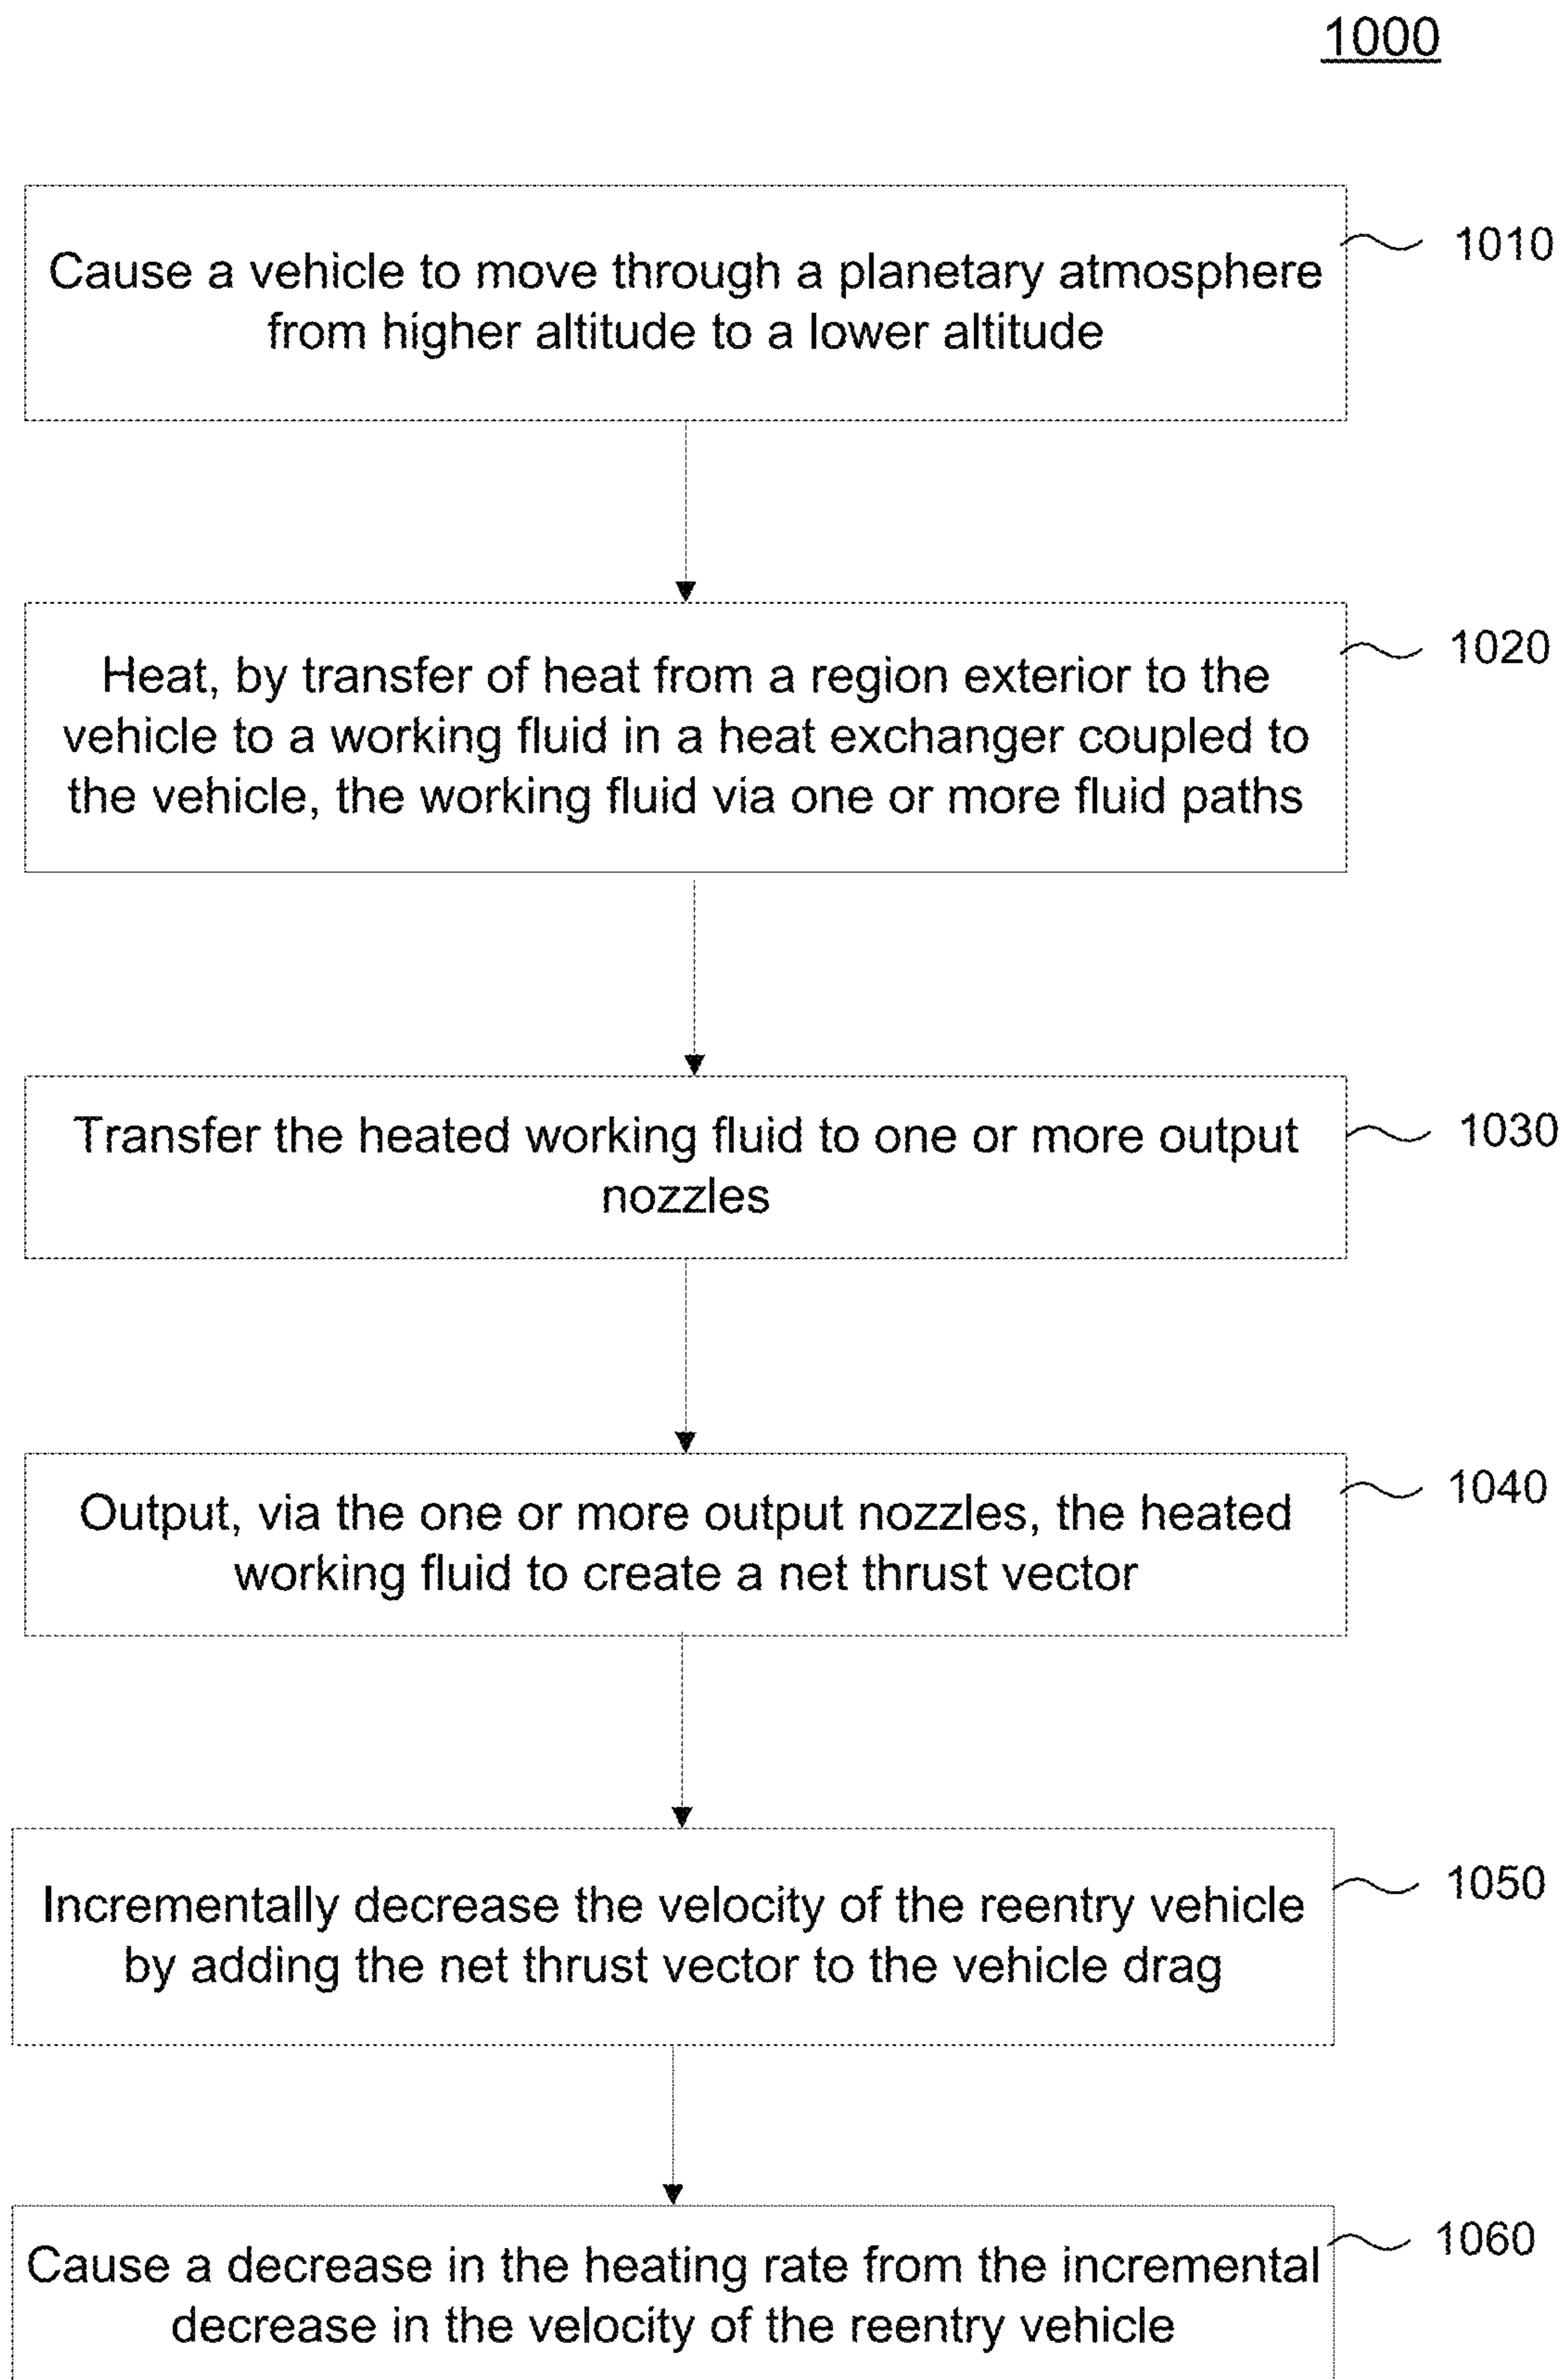 1000
Cause a vehicle to move through a planetary atmosphere
from higher altitude to a lower altitude
1010
Heat, by transfer of heat from a region exterior to the
vehicle to a working fluid in a heat exchanger coupled to
the vehicle, the working fluid via one or more fluid paths
1020
Transfer the heated working fluid to one or more output
nozzles
1030
Output, via the one or more output nozzles, the heated
working fluid to create a net thrust vector
1040
Incrementally decrease the velocity of the reentry vehicle
by adding the net thrust vector to the vehicle drag
1050
Cause a decrease in the heating rate from the incremental
decrease in the velocity of the reentry vehicle
1060